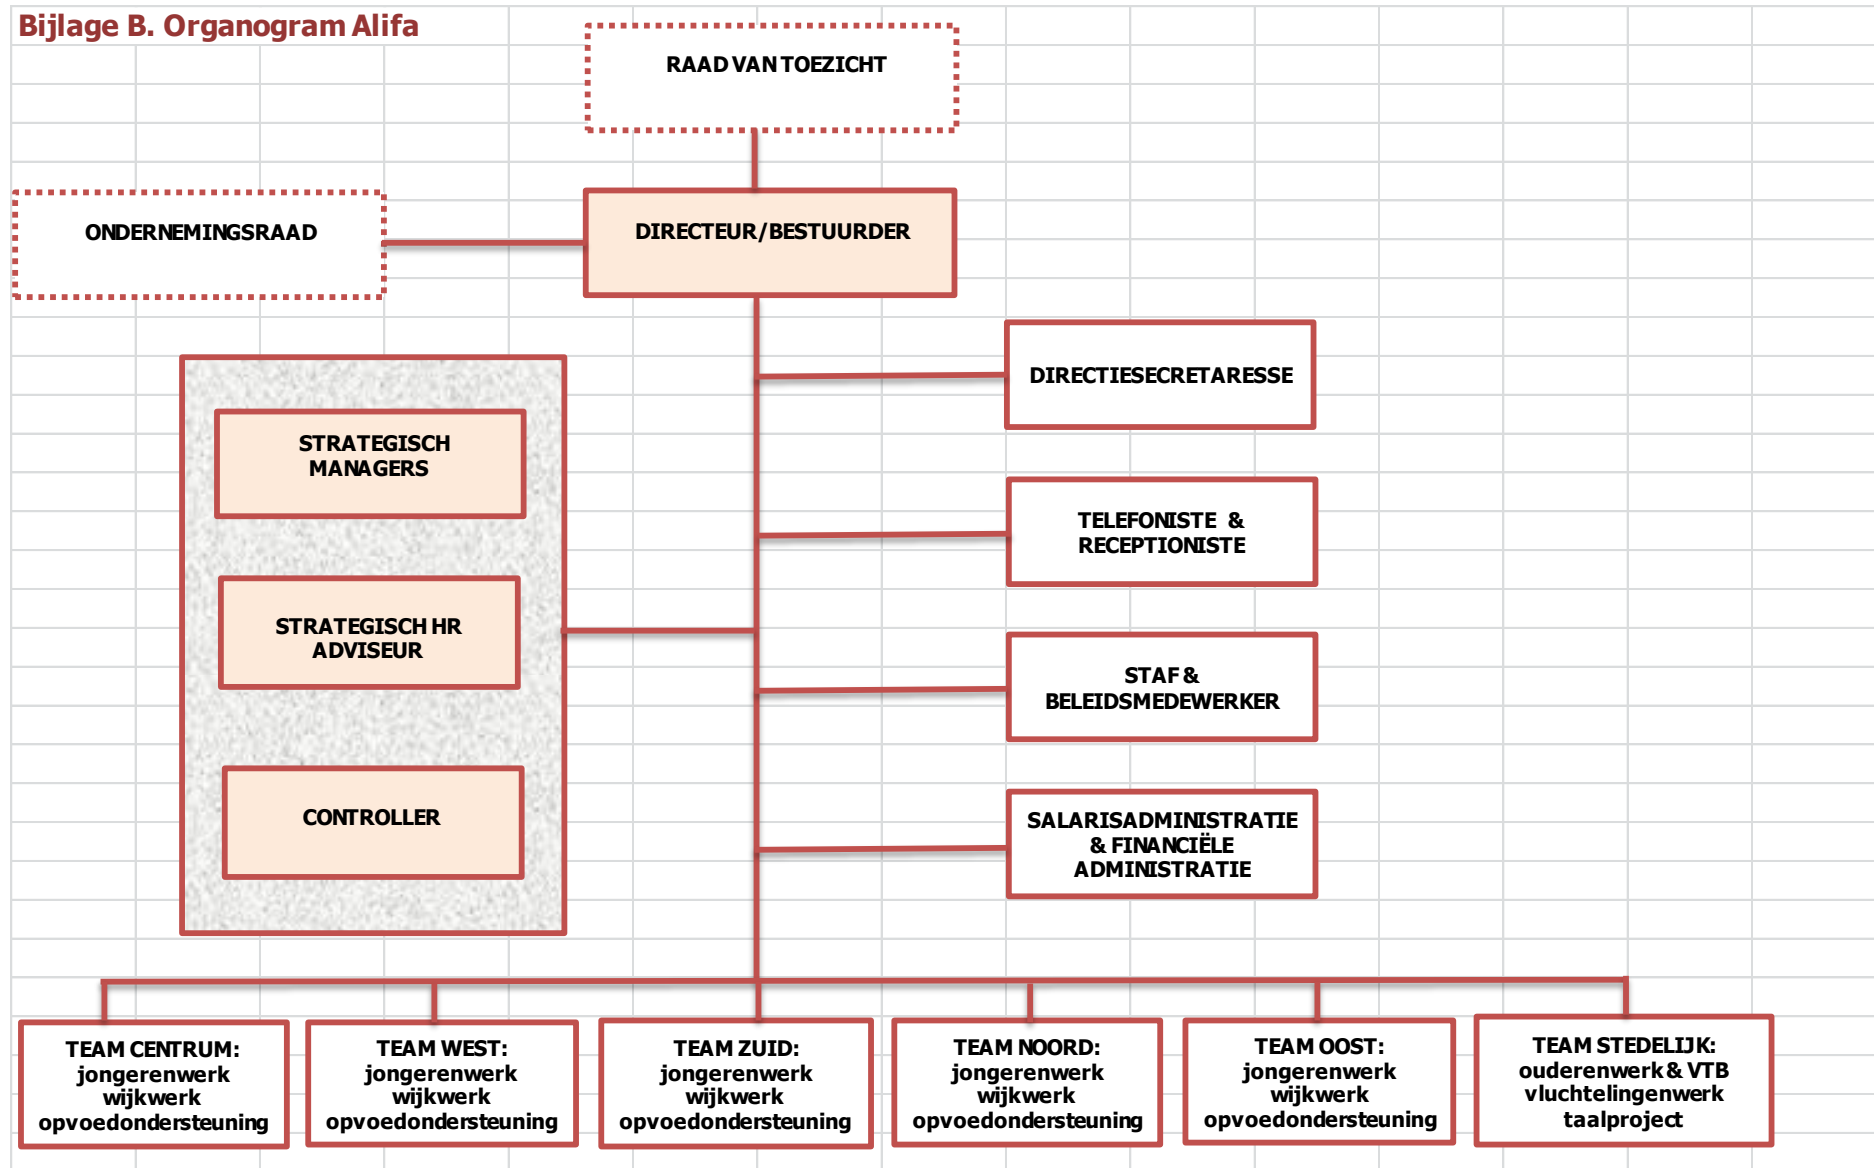 Bijlage B. Organogram Alifa
RAAD VAN TOEZICHT
ONDERNEMINGSRAAD
DIRECTEUR/BESTUURDER
DIRECTIESECRETARESSE
STRATEGISCH
MANAGERS
TELEFONISTE &
RECEPTIONISTE
STRATEGISCH HR
ADVISEUR
STAF &
BELEIDSMEDEWERKER
CONTROLLER
SALARISADMINISTRATIE
& FINANCIËLE
ADMINISTRATIE
TEAM CENTRUM:
jongerenwerk
wijkwerk
opvoedondersteuning
TEAM WEST:
jongerenwerk
wijkwerk
opvoedondersteuning
TEAM ZUID:
jongerenwerk
wijkwerk
opvoedondersteuning
TEAM NOORD:
jongerenwerk
wijkwerk
opvoedondersteuning
TEAM OOST:
jongerenwerk
wijkwerk
opvoedondersteuning
TEAM STEDELIJK:
ouderenwerk & VTB
vluchtelingenwerk
taalproject